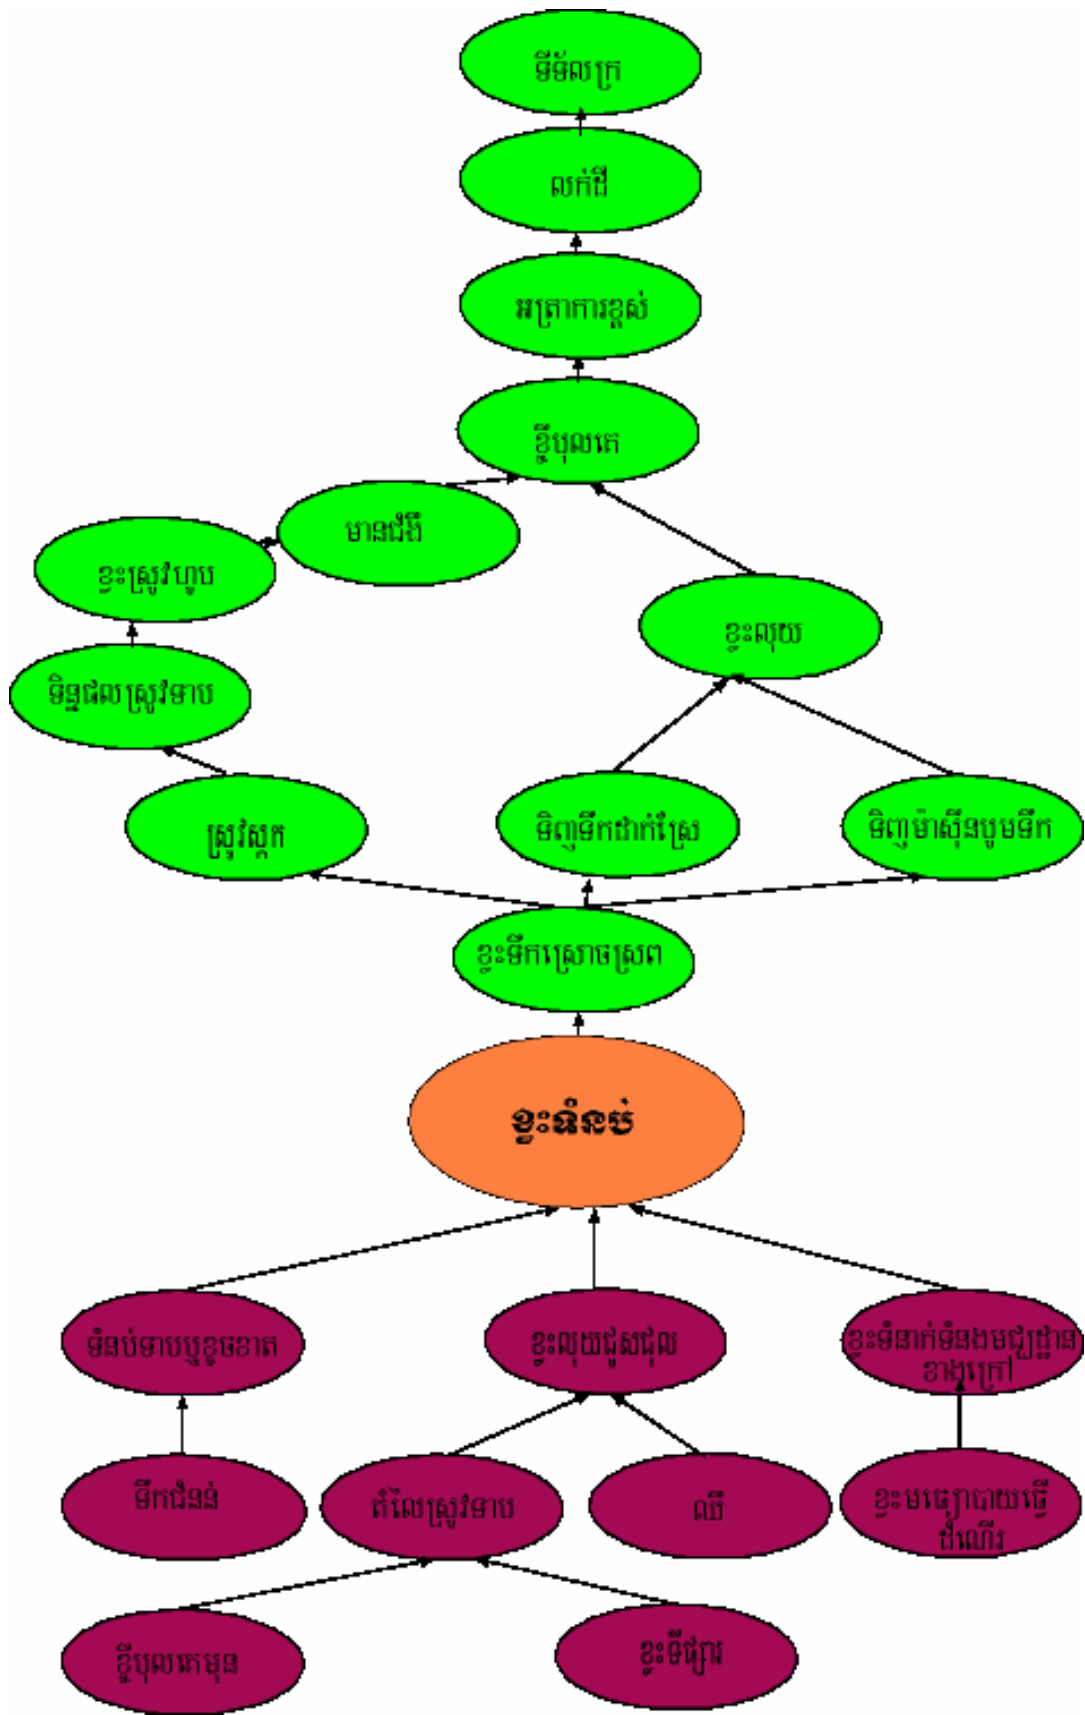 ទីទ័លក្រ
លក់ដី
អត្រាការខ្ពស់
ខ្ចីបុលគេ
មានជំងឺ
ខ្វះស្រូវហូប
ខ្វះលុយ
ទិន្នផលស្រូវទាប
ស្រូវស្កក
ទិញទឹកដាក់ស្រែ
ទិញម៉ាស៊ីនបូមទឹក
ខ្វះទឹកស្រោចស្រព
ខ្វះទំនប់
ទំនប់ទាបឬខូចខាត
ខ្វះលុយជួសជុល
ខ្វះទំនាក់ទំនងមជ្ឈដ្ឋាន
ខាងក្រៅ
ទឹកជំនន់
តំលៃស្រូវទាប
ឈឺ
ខ្វះមធ្យោបាយធ្វើ
ដំណើរ
ខ្ចីបុលគេមុន
ខ្វះទីផ្សារ